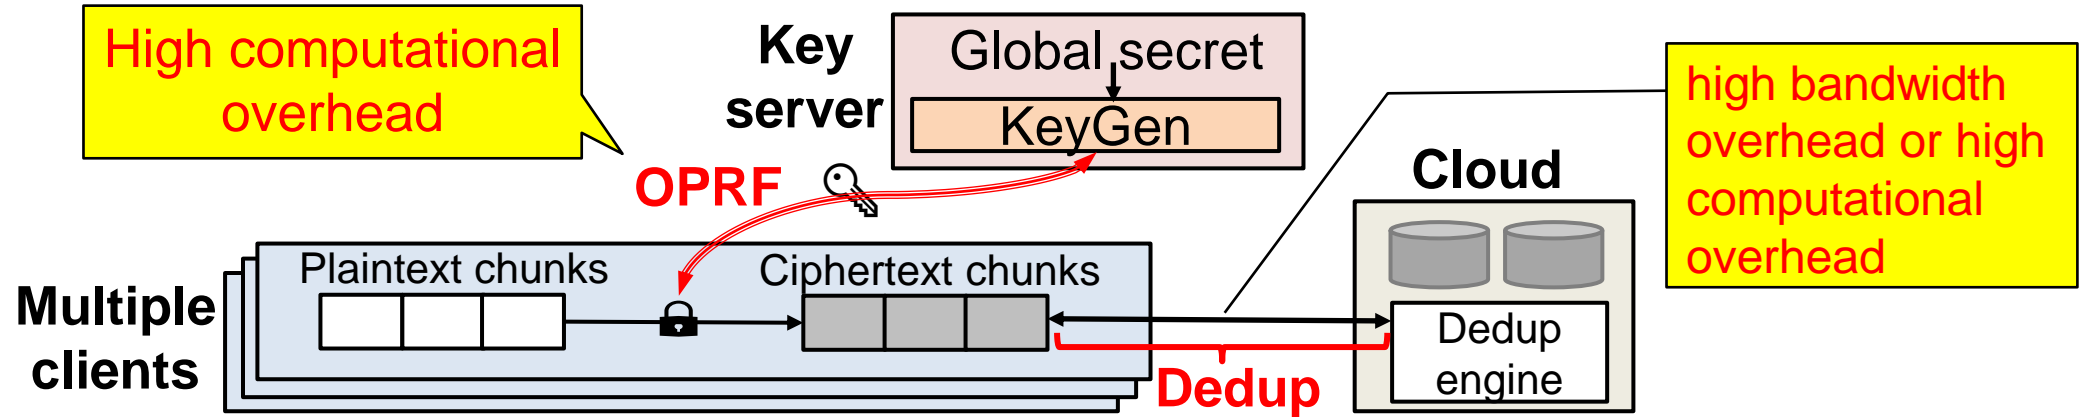 High computational
overhead
Key
server
Global secret
KeyGen
high bandwidth
overhead or high
computational
overhead
OPRF
Cloud
Multiple
clients
Plaintext chunks
Ciphertext chunks
Dedup
engine
Dedup